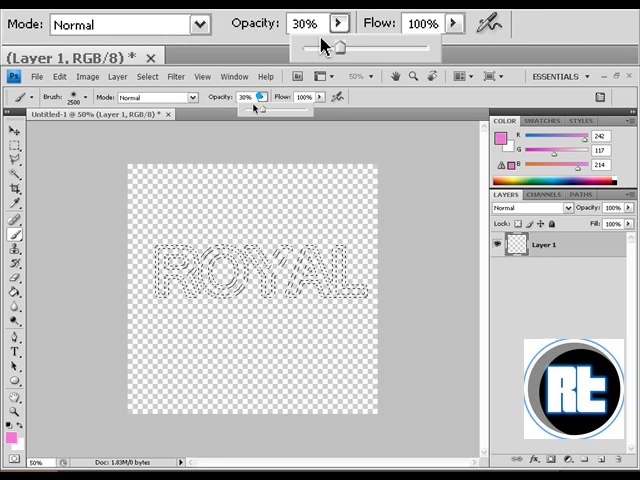 Mode: Normal Opacity: 30% Flow: 100%
(Layer 1, RGB/8) *
Ps File Edit Image Layer Select Filter View Window Help Br 50% ESSENTIALS
Brush: 2500 Mode: Normal Opacity: 30% Flow: 100%
Untitled-1 @ 50% (Layer 1, RGB/8) *
COLOR SWATCHES STYLES
R 242
G 117
B 214
LAYERS CHANNELS PATHS
Normal Opacity: 100%
Lock: Fill: 100%
Layer 1
ROYAL
T
Rt
fx
50% Doc: 1.83M/0 bytes